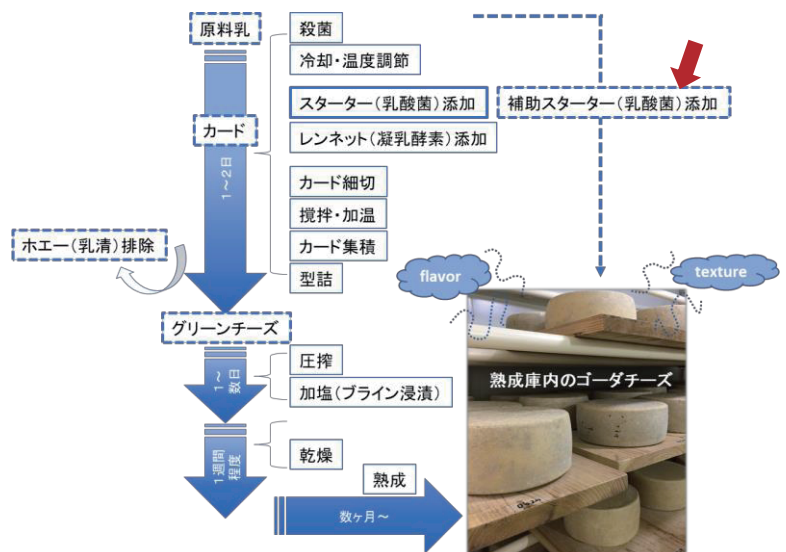 原料乳
殺菌
冷却・温度調節
スターター（乳酸菌）添加
補助スターター（乳酸菌）添加
カード
レンネット（凝乳酵素）添加
1～2日
カード細切
撹拌・加温
カード集積
型詰
ホエー（乳清）排除
flavor
texture
グリーンチーズ
圧搾
加塩（ブライン浸漬）
1～
数日
乾燥
1週間
程度
熟成
数ヶ月～
熟成庫内のゴーダチーズ